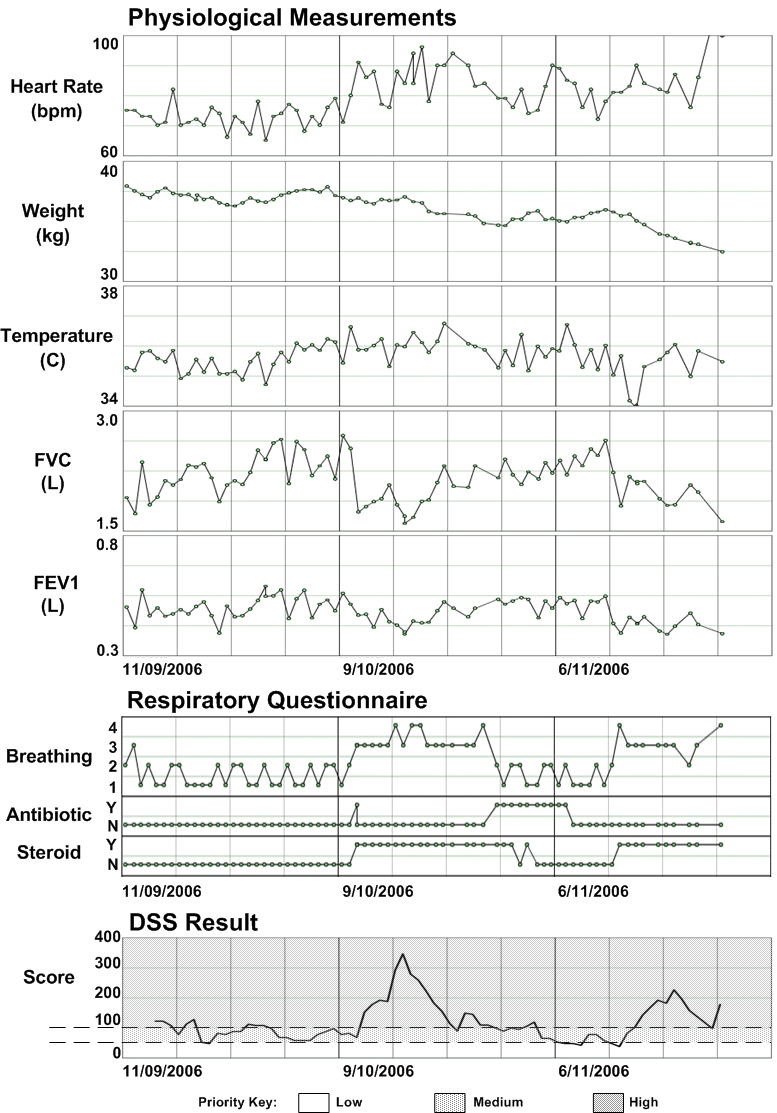 Physiological Measurements
100
Heart Rate
(bpm)
60
40
Weight
(kg)
30
38
Temperature
(C)
34
3.0
FVC
(L)
1.5
0.8
FEV1
(L)
0.3
11/09/2006 9/10/2006 6/11/2006
Respiratory Questionnaire
4
3
Breathing
2
1
Y
Antibiotic
N
Y
Steroid
N
11/09/2006 9/10/2006 6/11/2006
DSS Result
400
300
Score
200
100
0
11/09/2006 9/10/2006 6/11/2006
Priority Key: Low Medium High